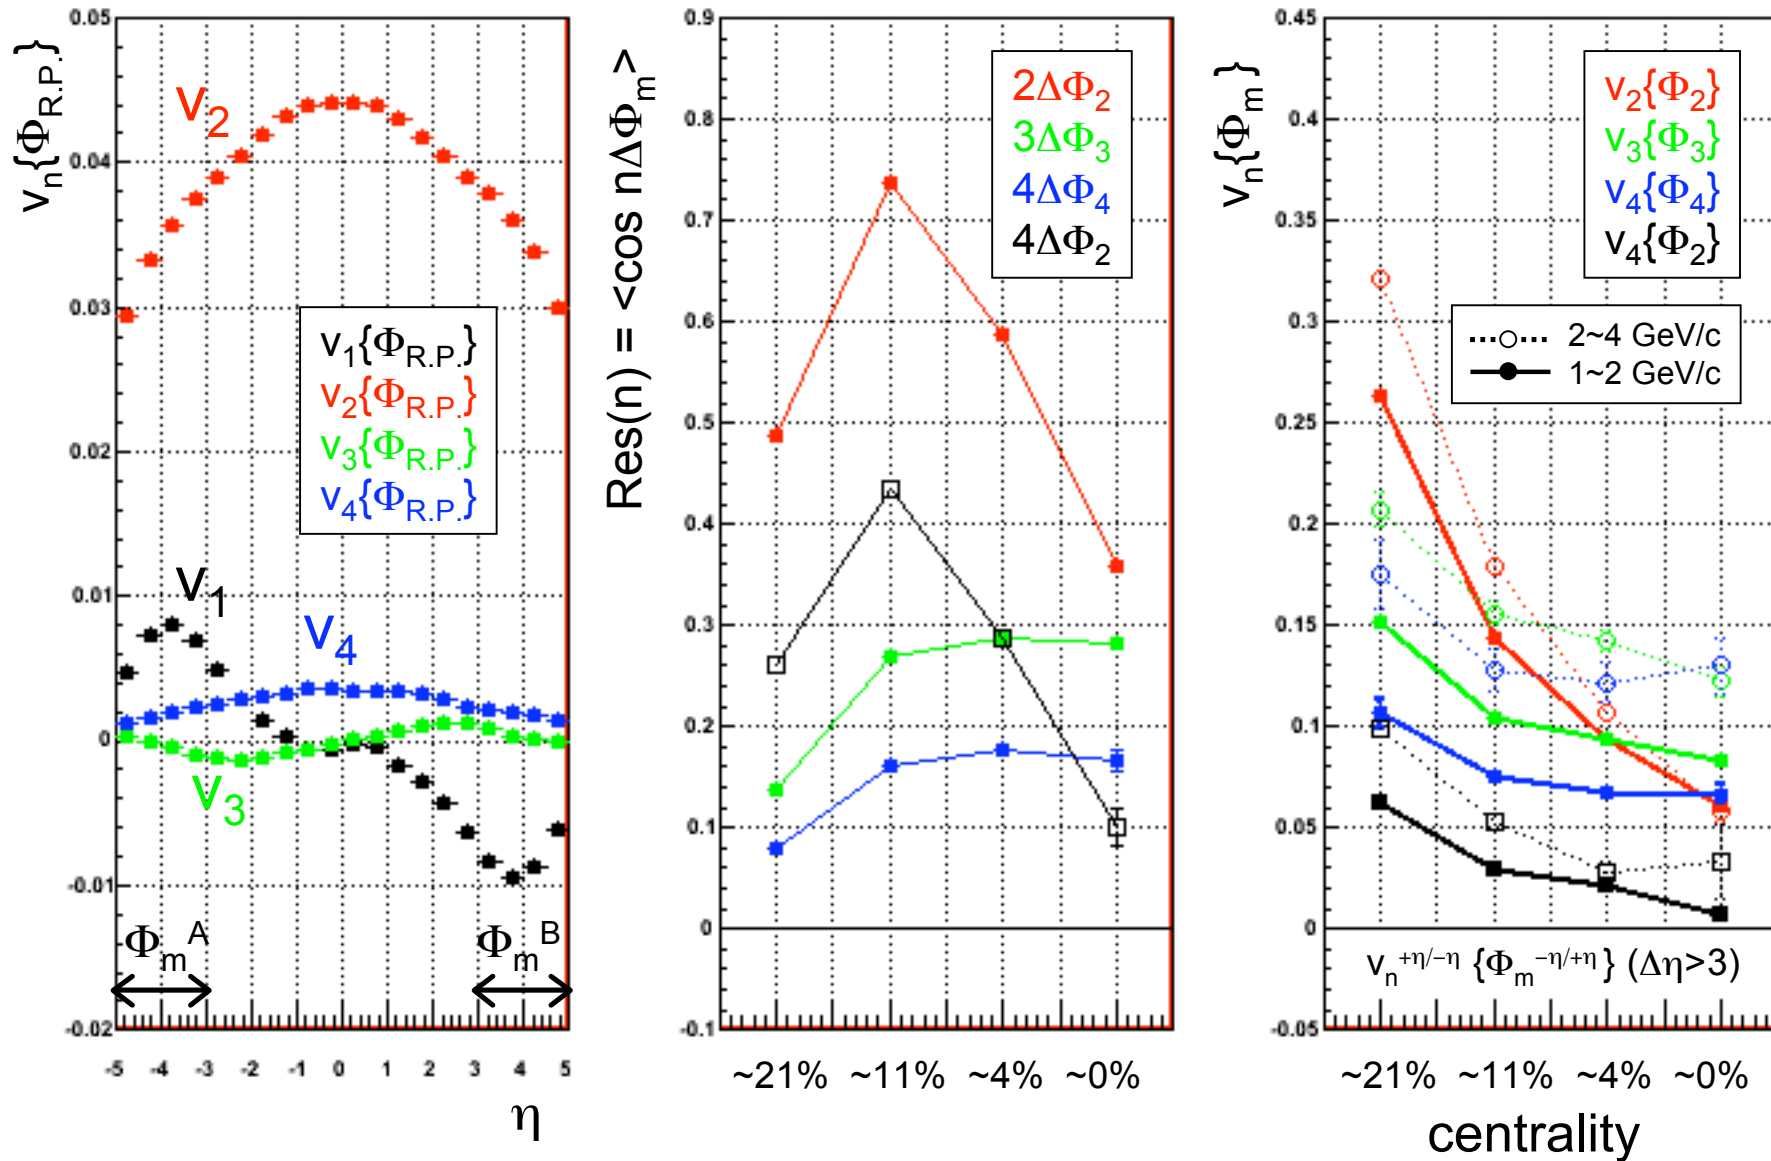 v_n{Φ_R.P.}
0.05
0.04
0.03
0.02
0.01
0
-0.01
-0.02
v_2
v_1{Φ_R.P.}
v_2{Φ_R.P.}
v_3{Φ_R.P.}
v_4{Φ_R.P.}
v_1
v_4
v_3
Φ_m^A
Φ_m^B
-5 -4 -3 -2 -1 0 1 2 3 4 5
η
Res(n) = <cos nΔΦ_m>
0.9
0.8
0.7
0.6
0.5
0.4
0.3
0.2
0.1
0
-0.1
2ΔΦ_2
3ΔΦ_3
4ΔΦ_4
4ΔΦ_2
~21% ~11% ~4% ~0%
v_n{Φ_m}
0.45
0.4
0.35
0.3
0.25
0.2
0.15
0.1
0.05
0
-0.05
v_2{Φ_2}
v_3{Φ_3}
v_4{Φ_4}
v_4{Φ_2}
2~4 GeV/c
1~2 GeV/c
v_n^+η/-η {Φ_m^-η/+η} (Δη>3)
~21% ~11% ~4% ~0%
centrality